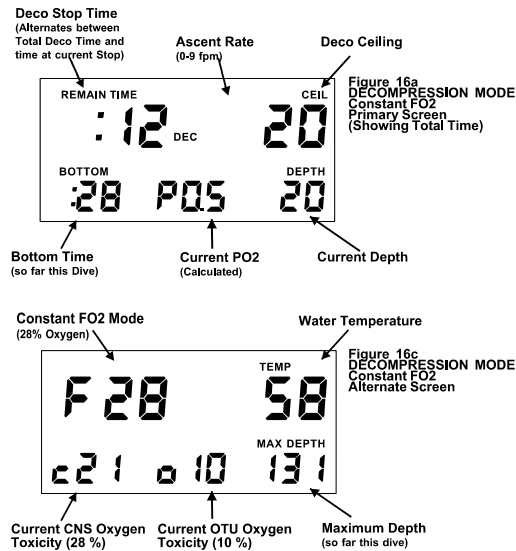 Deco Stop Time
(Alternates between
Total Deco Time and
time at current Stop)
Ascent Rate
(0-9 fpm)
Deco Ceiling
REMAIN TIME
CEIL
:12 DEC
20
BOTTOM
DEPTH
:28
PO.5
20
Figure 16a
DECOMPRESSION MODE
Constant FO2
Primary Screen
(Showing Total Time)
Bottom Time
(so far this Dive)
Current PO2
(Calculated)
Current Depth
Constant FO2 Mode
(28% Oxygen)
Water Temperature
TEMP
F 28
58
MAX DEPTH
c21
o 10
131
Figure 16c
DECOMPRESSION MODE
Constant FO2
Alternate Screen
Current CNS Oxygen
Toxicity (28 %)
Current OTU Oxygen
Toxicity (10 %)
Maximum Depth
(so far this dive)